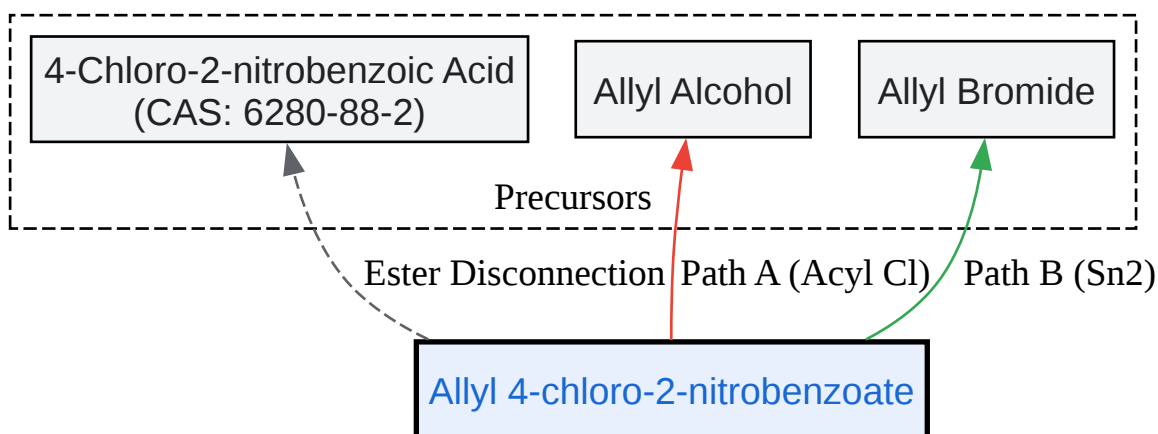 4-Chloro-2-nitrobenzoic Acid
(CAS: 6280-88-2)
Allyl Alcohol
Allyl Bromide
Precursors
Ester Disconnection
Path A (Acyl Cl)
Path B (Sn2)
Allyl 4-chloro-2-nitrobenzoate